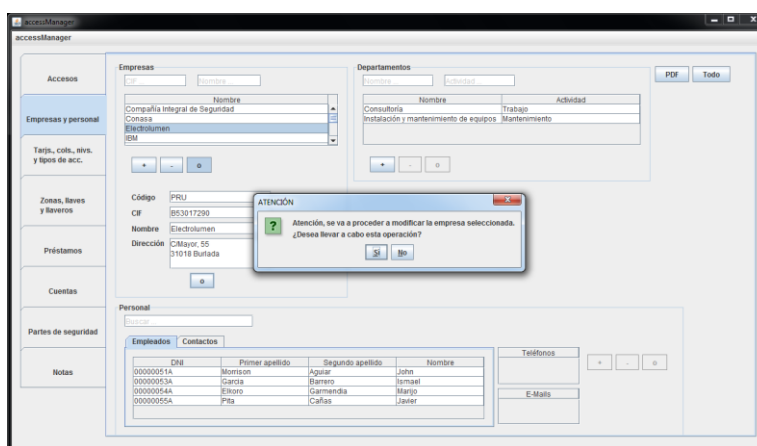 accessManager
accessManager
Accesos
Empresas y personal
Tarjs., cols., nivs.
y tipos de acc.
Zonas, llaves
y llaveros
Préstamos
Cuentas
Partes de seguridad
Notas
Empresas
CIF ...
Nombre ...
Nombre
Compañía Integral de Seguridad
Conasa
Electrolumen
IBM
+ - o
Departamentos
Nombre ...
Actividad ...
Nombre Actividad
Consultoría Trabajo
Instalación y mantenimiento de equipos Mantenimiento
+ - o
PDF Todo
Código PRU
CIF B53017290
Nombre Electrolumen
Dirección C/Mayor, 55
31018 Burlada
o
ATENCIÓN
Atención, se va a proceder a modificar la empresa seleccionada.
¿Desea llevar a cabo esta operación?
Sí No
Personal
Buscar ...
Empleados Contactos
DNI Primer apellido Segundo apellido Nombre
00000051A Morrison Aguiar John
00000053A Garcia Barrero Ismael
00000054A Elkoro Garmendia Marijo
00000055A Pita Cañas Javier
Teléfonos
E-Mails
+ - o